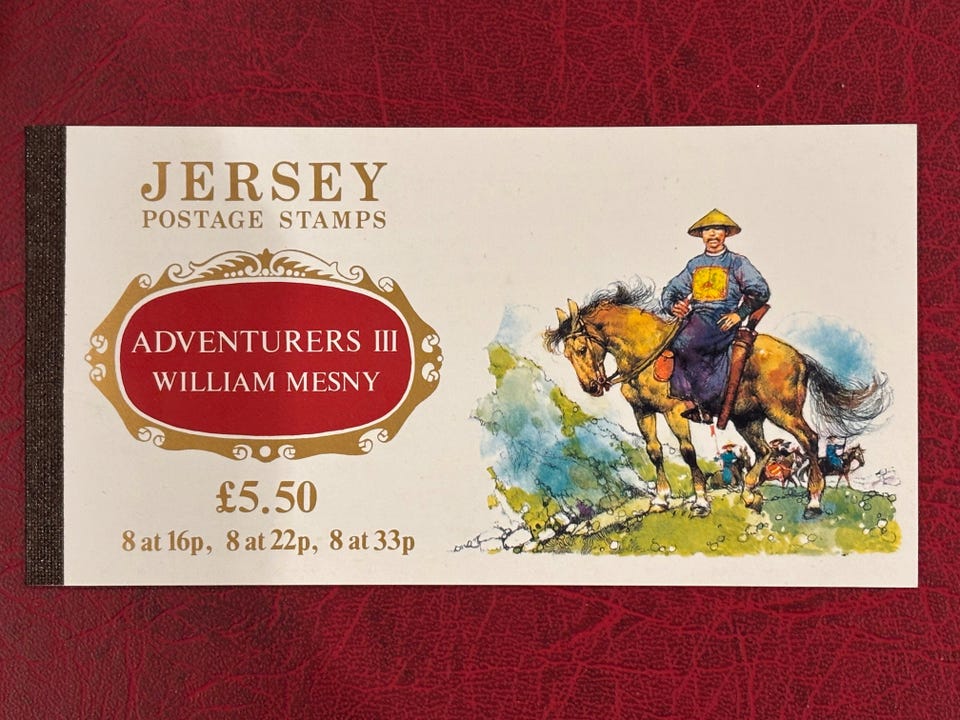 JERSEY
POSTAGE STAMPS
ADVENTURERS III
WILLIAM MESNY
£5.50
8 at 16p, 8 at 22p, 8 at 33p